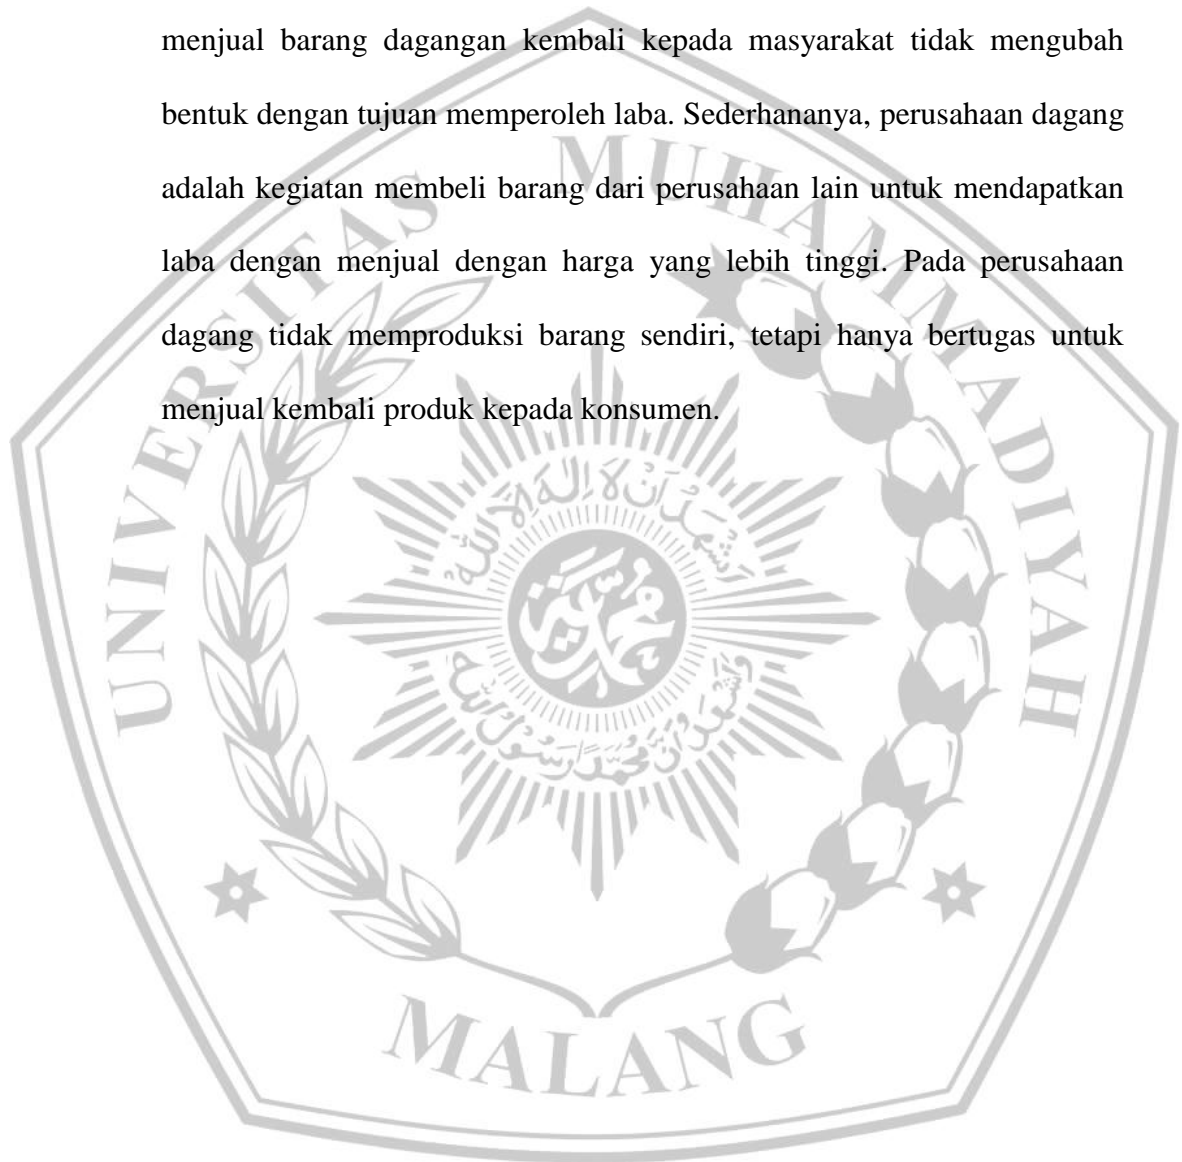 menjual barang dagangan kembali kepada masyarakat tidak mengubah
bentuk dengan tujuan memperoleh laba. Sederhananya, perusahaan dagang
adalah kegiatan membeli barang dari perusahaan lain untuk mendapatkan
laba dengan menjual dengan harga yang lebih tinggi. Pada perusahaan
dagang tidak memproduksi barang sendiri, tetapi hanya bertugas untuk
menjual kembali produk kepada konsumen.
UNIVERSITAS MUHAMMADIYAH
MALANG